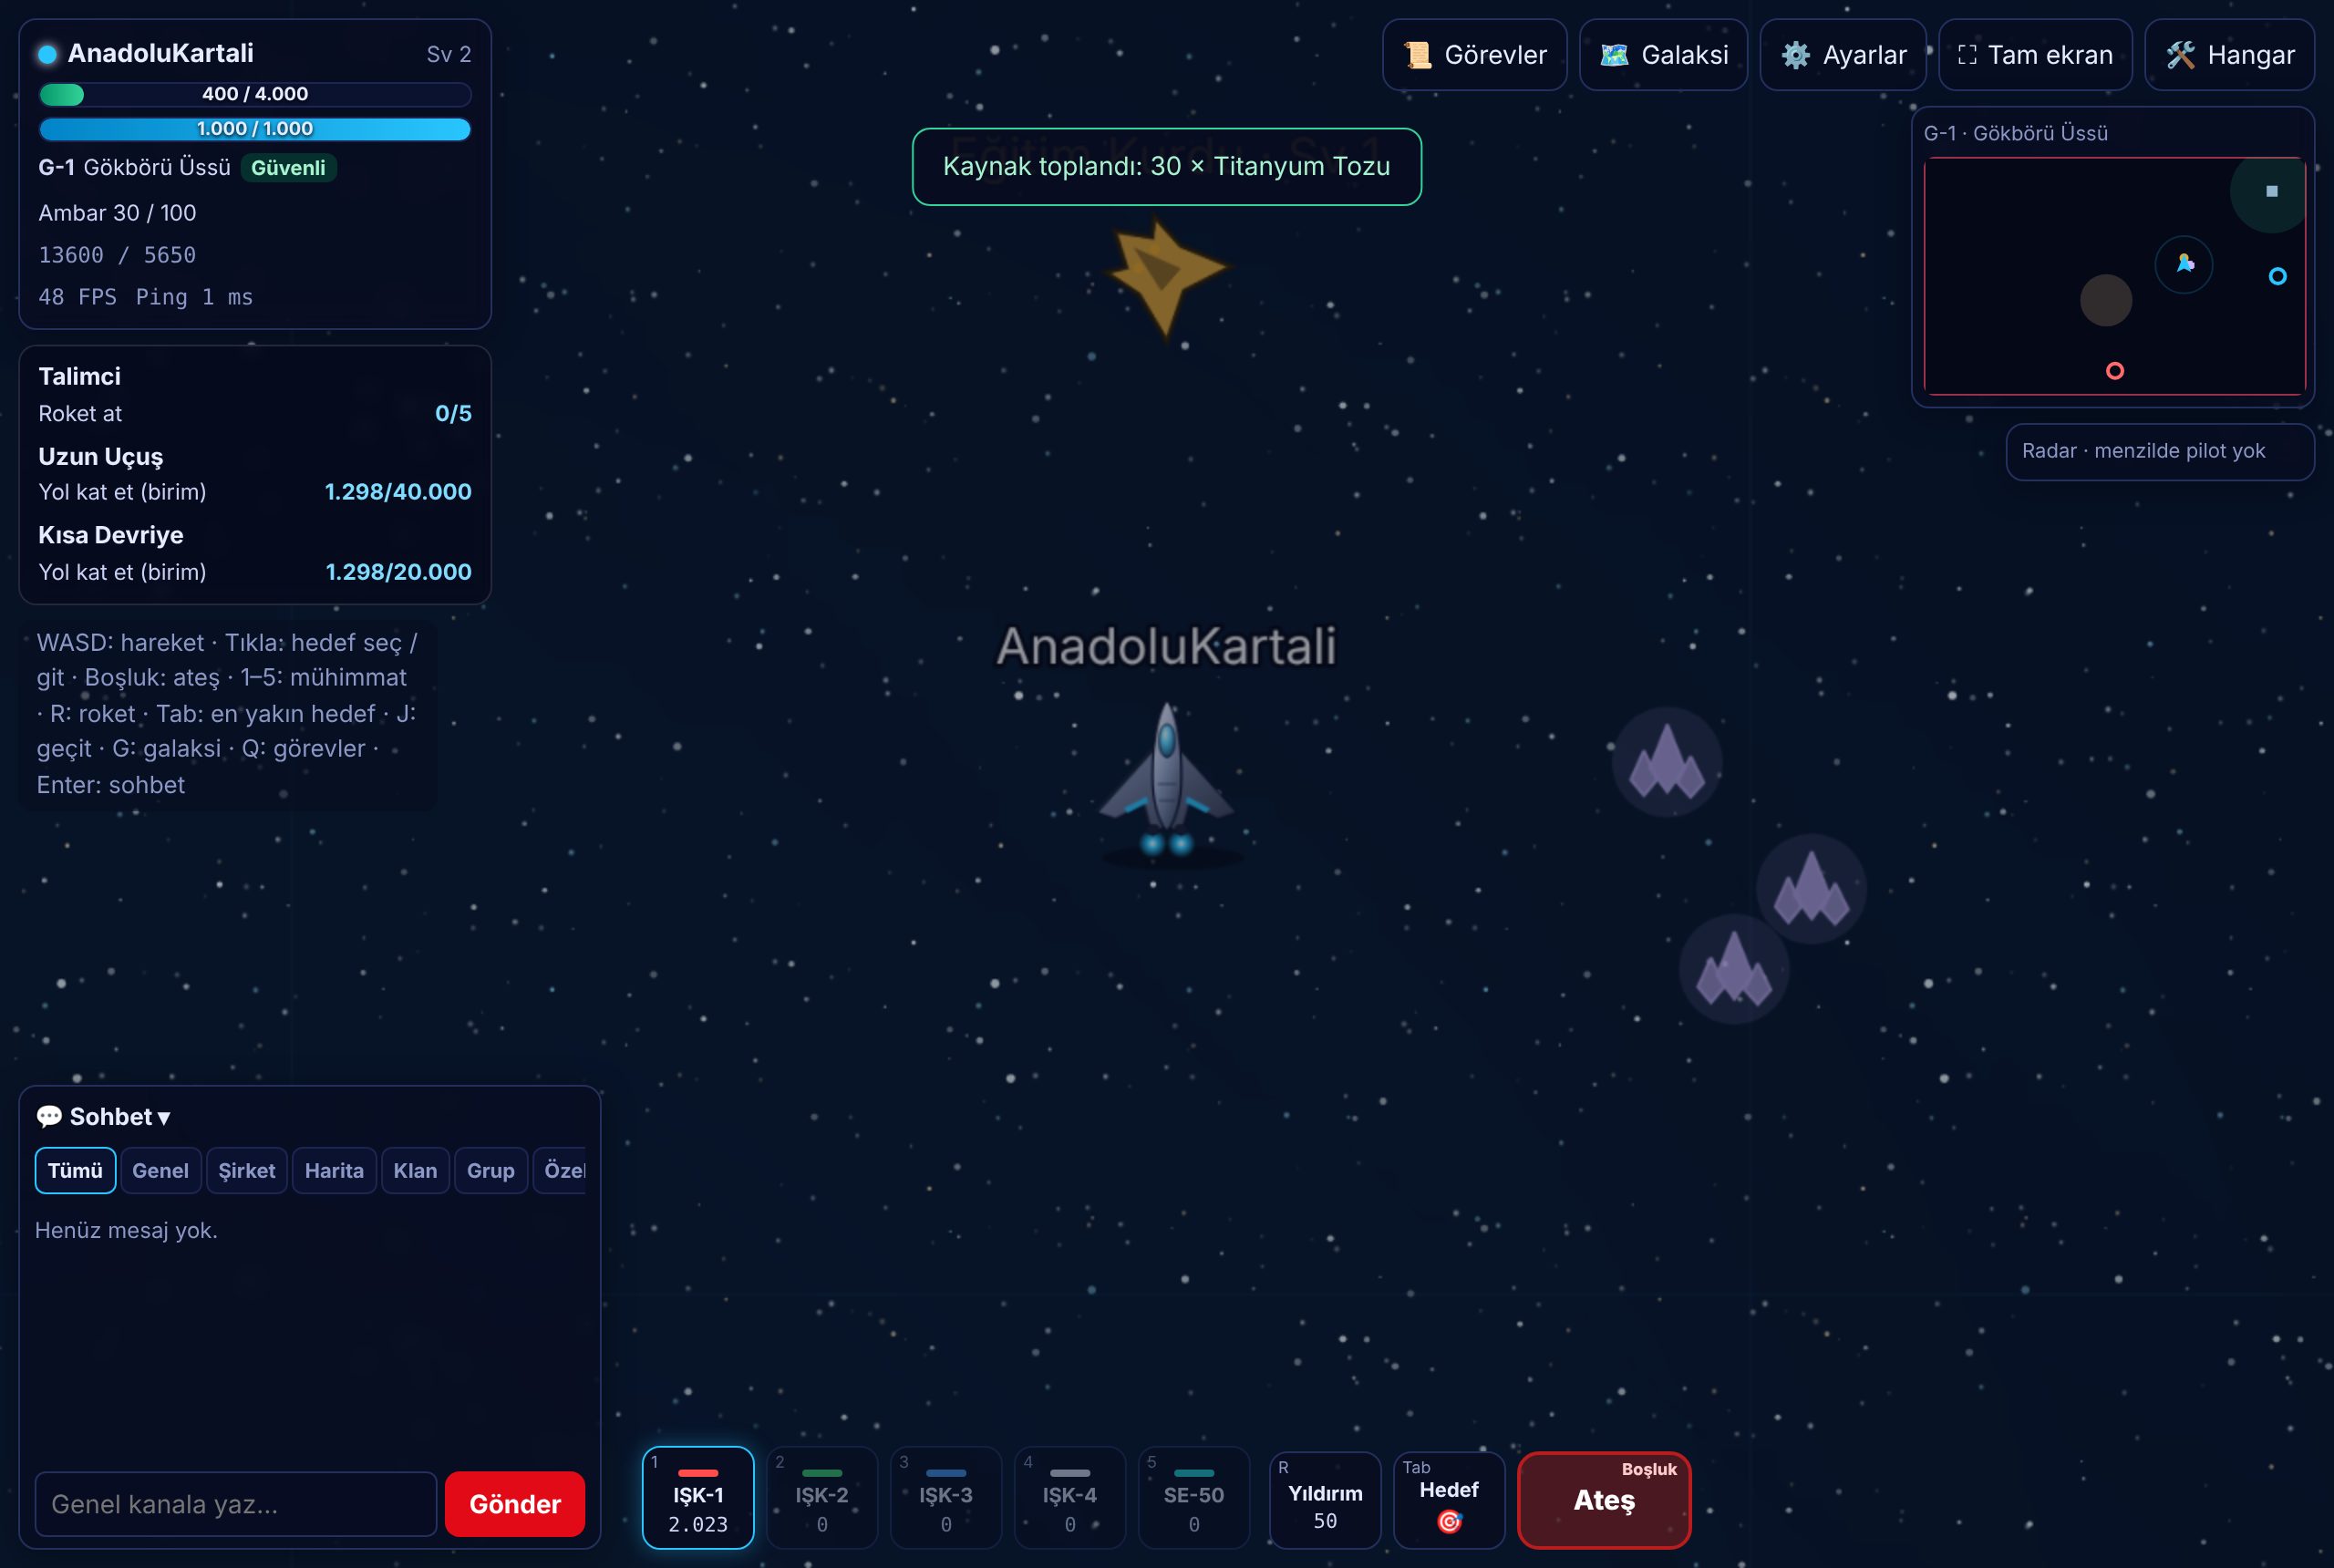 AnadoluKartali Sv 2
400 / 4.000
1.000 / 1.000
G-1 Gökbörü Üssü Güvenli
Ambar 30 / 100
13600 / 5650
48 FPS Ping 1 ms
Talimci
Roket at 0/5
Uzun Uçuş
Yol kat et (birim) 1.298/40.000
Kısa Devriye
Yol kat et (birim) 1.298/20.000
WASD: hareket · Tıkla: hedef seç /
git · Boşluk: ateş · 1–5: mühimmat
· R: roket · Tab: en yakın hedef · J:
geçit · G: galaksi · Q: görevler ·
Enter: sohbet
Görevler
Galaksi
Ayarlar
Tam ekran
Hangar
Eğitim Kurdu · Sv 1
Kaynak toplandı: 30 × Titanyum Tozu
G-1 · Gökbörü Üssü
Radar · menzilde pilot yok
AnadoluKartali
Sohbet ▾
Tümü Genel Şirket Harita Klan Grup Özel
Henüz mesaj yok.
Genel kanala yaz...
Gönder
1
IŞK-1
2.023
2
IŞK-2
0
3
IŞK-3
0
4
IŞK-4
0
5
SE-50
0
R
Yıldırım
50
Tab
Hedef
Boşluk
Ateş